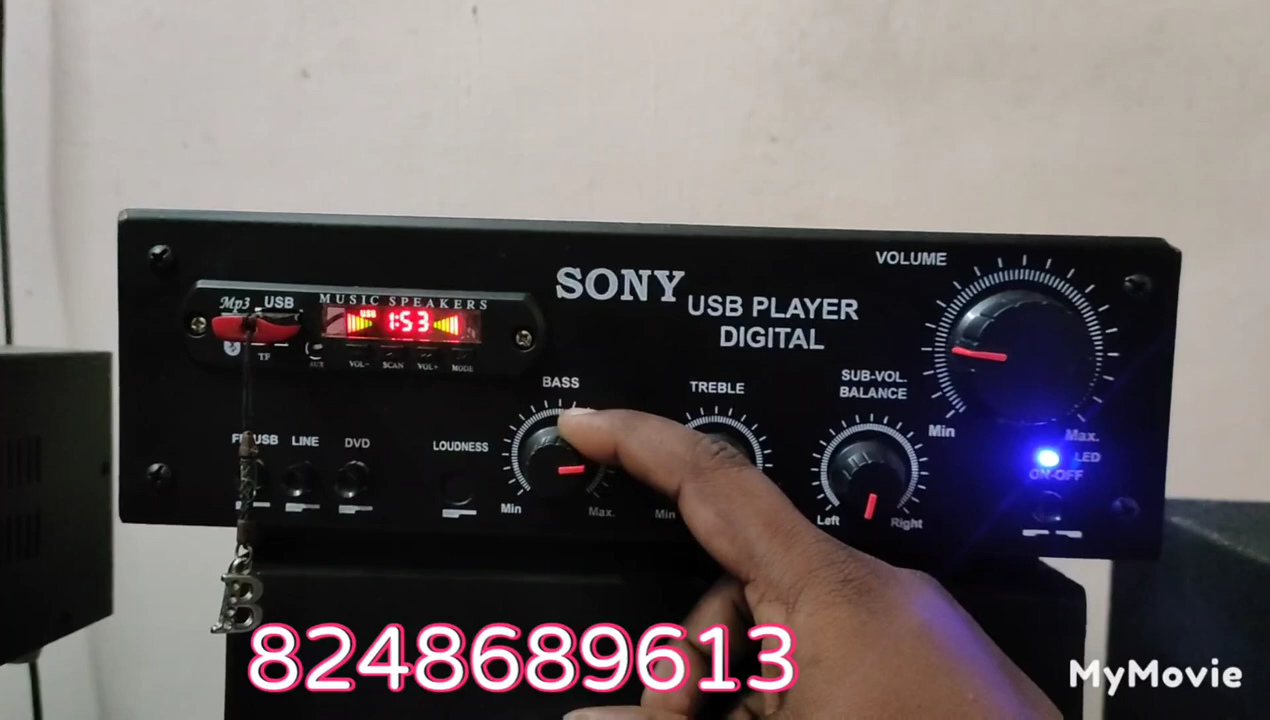 VOLUME
SONY
USB PLAYER
DIGITAL
Mp3
USB
MUSIC SPEAKERS
USB
1:53
TF
AUX
VOL-
SCAN
VOL+
MODE
BASS
TREBLE
SUB-VOL.
BALANCE
Min
Max.
LED
ON-OFF
USB
LINE
DVD
LOUDNESS
Min
Max.
Min
Left
Right
8248689613
MyMovie